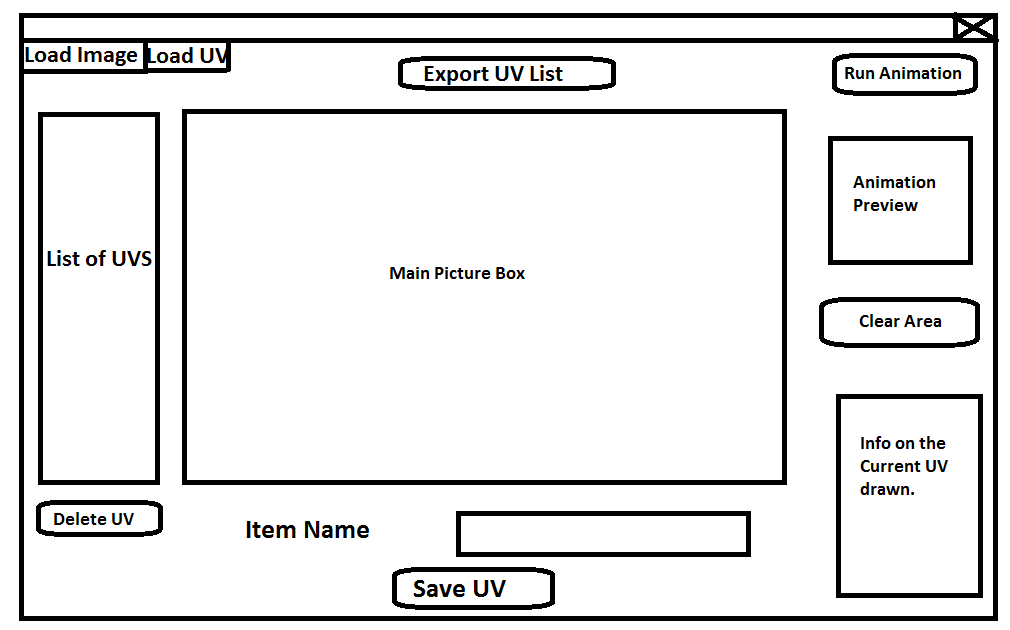 Load Image
Load UV
Export UV List
Run Animation
Animation
Preview
List of UVS
Main Picture Box
Clear Area
Info on the
Current UV
drawn.
Delete UV
Item Name
Save UV